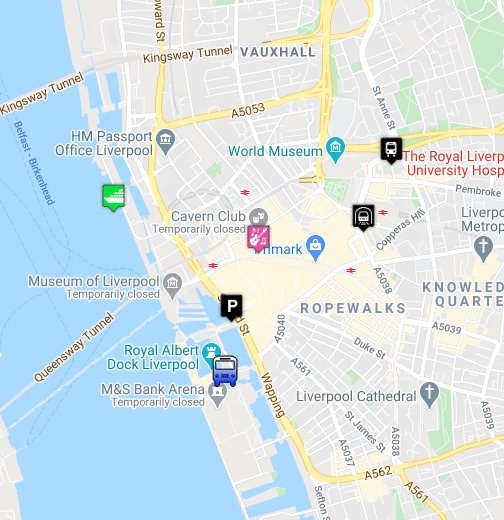 oward St
Kingsway Tunnel
VAUXHALL
Kingsway Tunnel
A5053
St Anne St
Belfast - Birkenhead
HM Passport
Office Liverpool
World Museum
The Royal Liverp
University Hosp
Pembroke
Cavern Club
Temporarily closed
Copperas Hill
Liverpo
Metrop
Primark
Museum of Liverpool
Temporarily closed
A5038
KNOWLED
QUARTE
P
ROPEWALKS
A5040
A5039
Queensway Tunnel
Royal Albert
Dock Liverpool
Duke St
A561
M&S Bank Arena
Temporarily closed
Wapping
Liverpool Cathedral
St James St
A5037
A5038
A562
A561
Sefton S